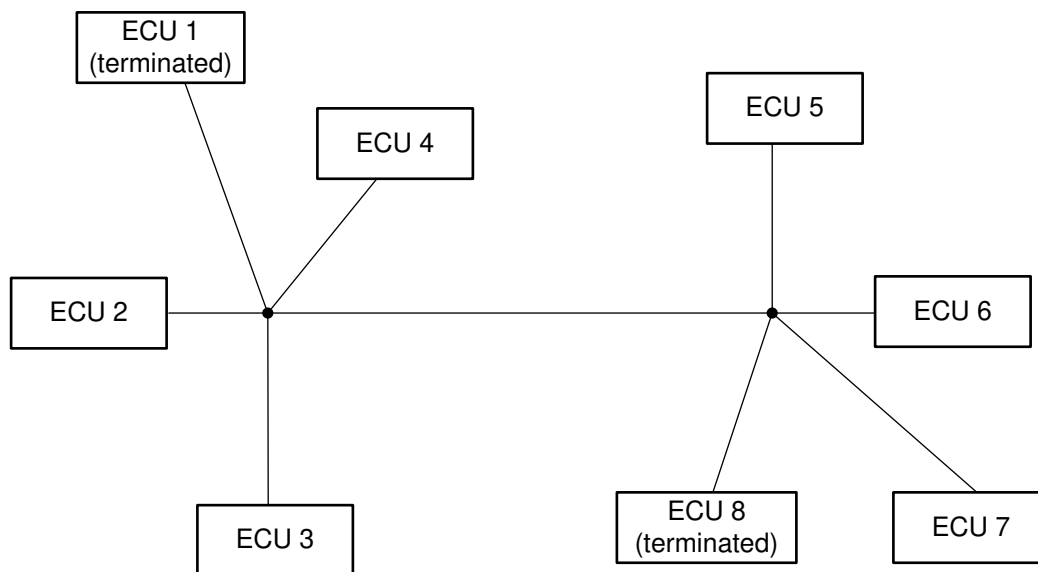 ECU 1
(terminated)
ECU 4
ECU 5
ECU 2
ECU 6
ECU 3
ECU 8
(terminated)
ECU 7